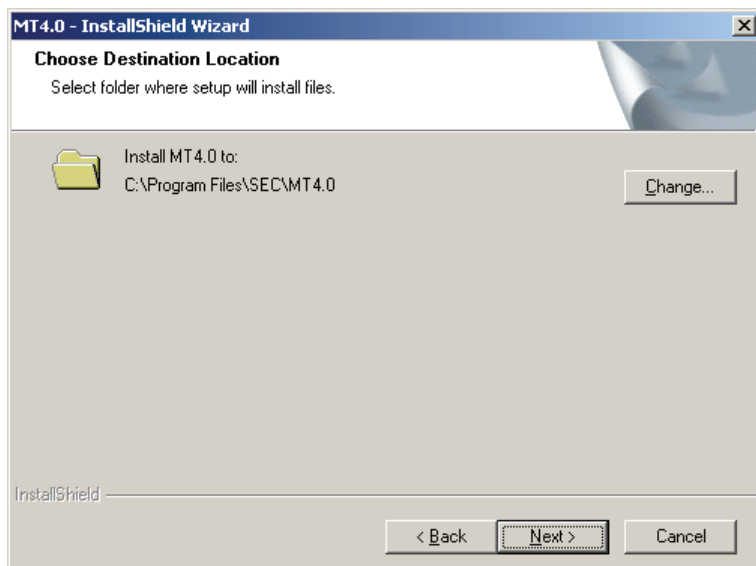 MT4.0 - InstallShield Wizard
Choose Destination Location
Select folder where setup will install files.
Install MT4.0 to:
C:\Program Files\SEC\MT4.0
Change...
InstallShield
< Back
Next >
Cancel